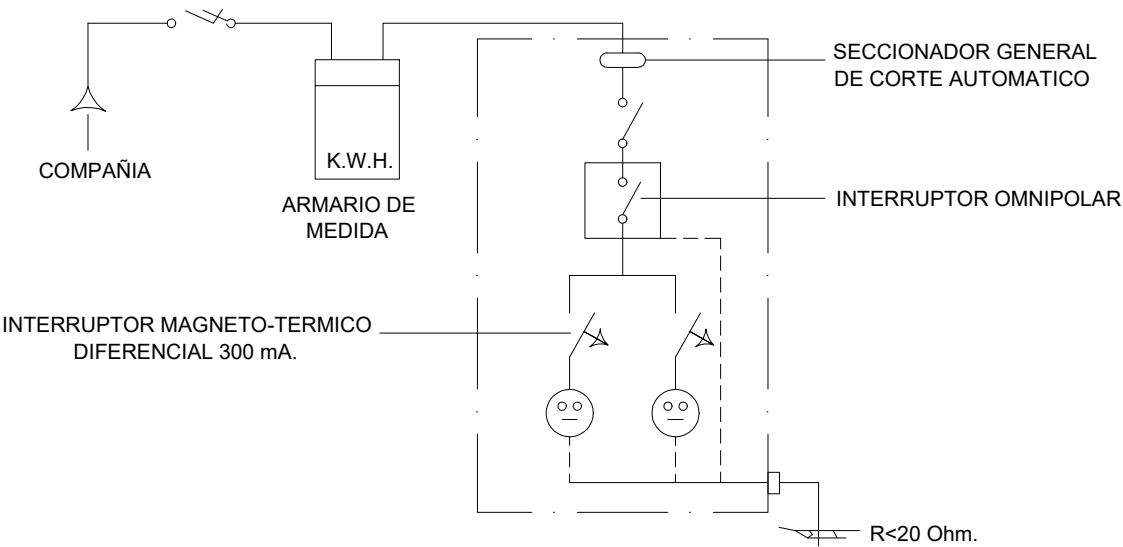 SECCIONADOR GENERAL
DE CORTE AUTOMATICO
COMPAÑIA
K.W.H.
ARMARIO DE
MEDIDA
INTERRUPTOR OMNIPOLAR
INTERRUPTOR MAGNETO-TERMICO
DIFERENCIAL 300 mA.
R<20 Ohm.